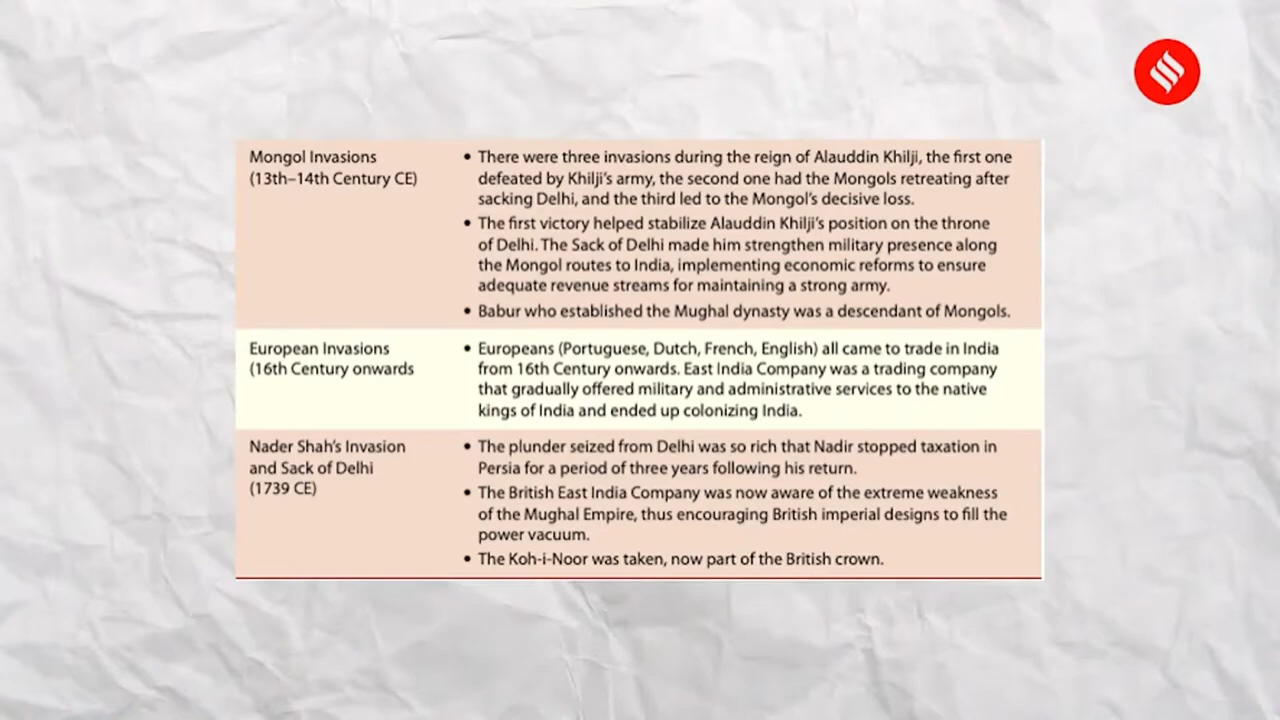 Mongol Invasions
(13th–14th Century CE)
• There were three invasions during the reign of Alauddin Khilji, the first one
defeated by Khilji's army, the second one had the Mongols retreating after
sacking Delhi, and the third led to the Mongol's decisive loss.
• The first victory helped stabilize Alauddin Khilji's position on the throne
of Delhi. The Sack of Delhi made him strengthen military presence along
the Mongol routes to India, implementing economic reforms to ensure
adequate revenue streams for maintaining a strong army.
• Babur who established the Mughal dynasty was a descendant of Mongols.
European Invasions
(16th Century onwards
• Europeans (Portuguese, Dutch, French, English) all came to trade in India
from 16th Century onwards. East India Company was a trading company
that gradually offered military and administrative services to the native
kings of India and ended up colonizing India.
Nader Shah's Invasion
and Sack of Delhi
(1739 CE)
• The plunder seized from Delhi was so rich that Nadir stopped taxation in
Persia for a period of three years following his return.
• The British East India Company was now aware of the extreme weakness
of the Mughal Empire, thus encouraging British imperial designs to fill the
power vacuum.
• The Koh-i-Noor was taken, now part of the British crown.